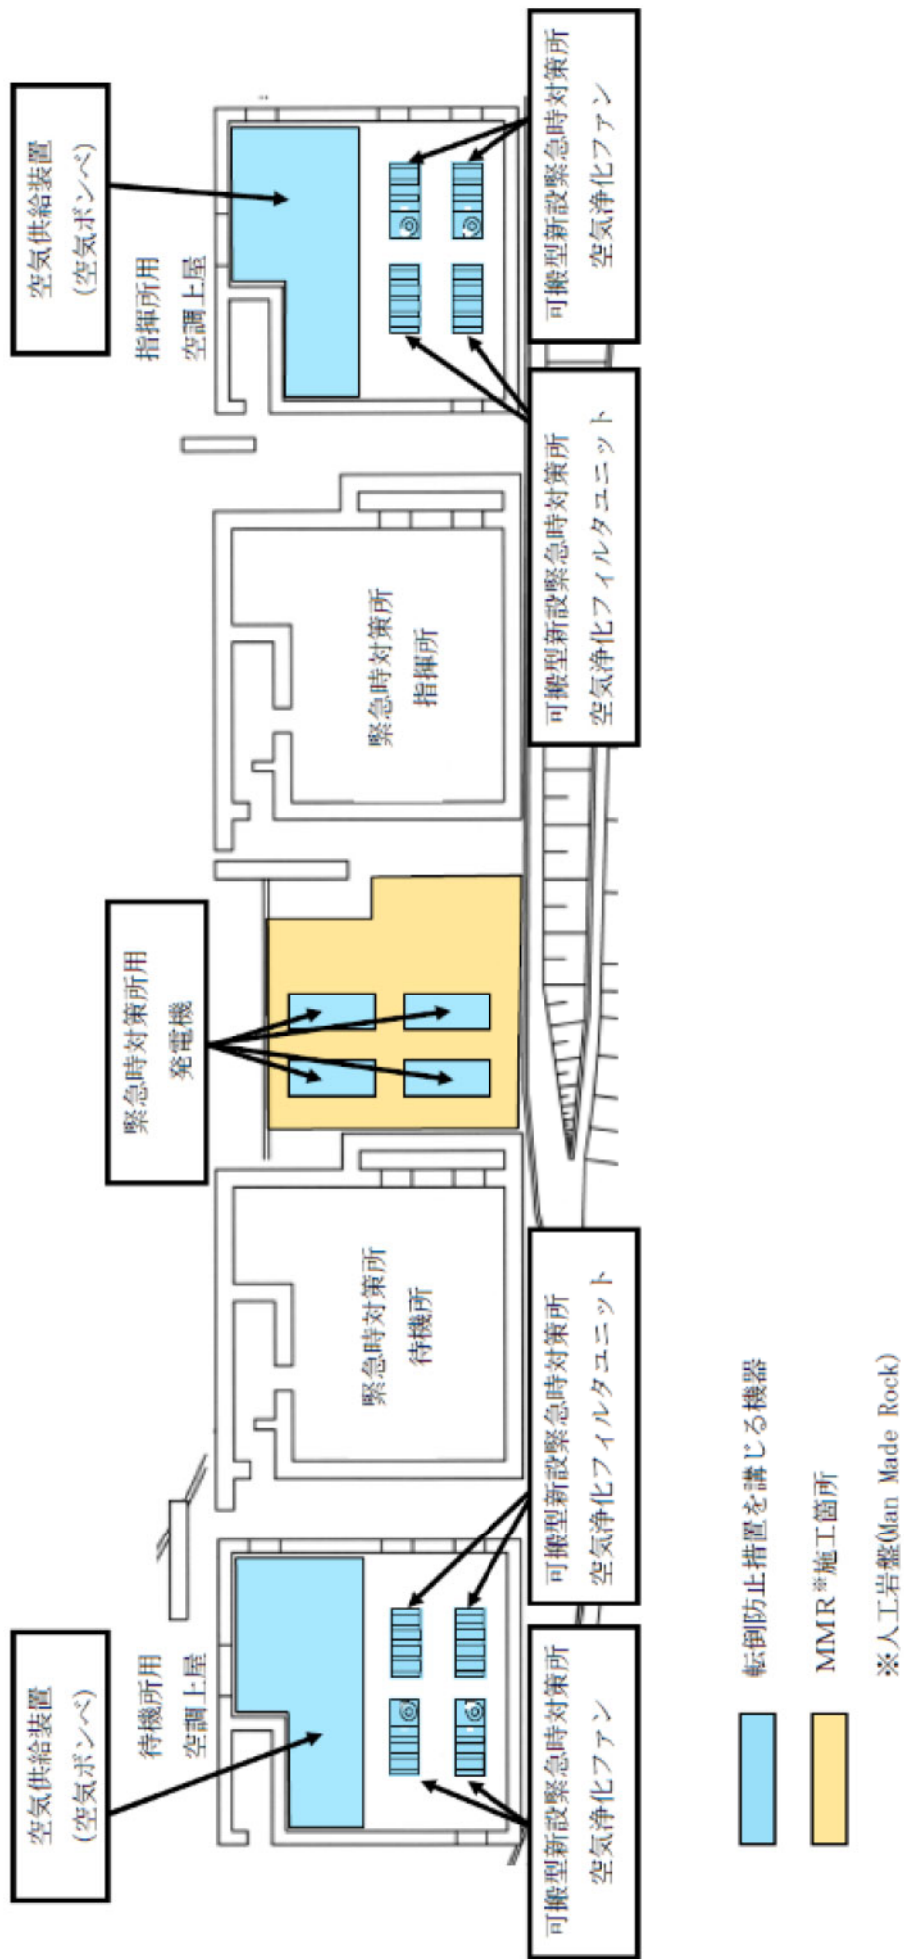 空気供給装置
(空気ボンベ)
待機所用
空調上屋
緊急時対策所用
発電機
空気供給装置
(空気ボンベ)
指揮所用
空調上屋
緊急時対策所
待機所
緊急時対策所
指揮所
可搬型新設緊急時対策所
空気浄化ファン
可搬型新設緊急時対策所
空気浄化フィルタユニット
可搬型新設緊急時対策所
空気浄化フィルタユニット
可搬型新設緊急時対策所
空気浄化ファン
転倒防止措置を講じる機器
MMR※施工箇所
※人工岩盤(Man Made Rock)